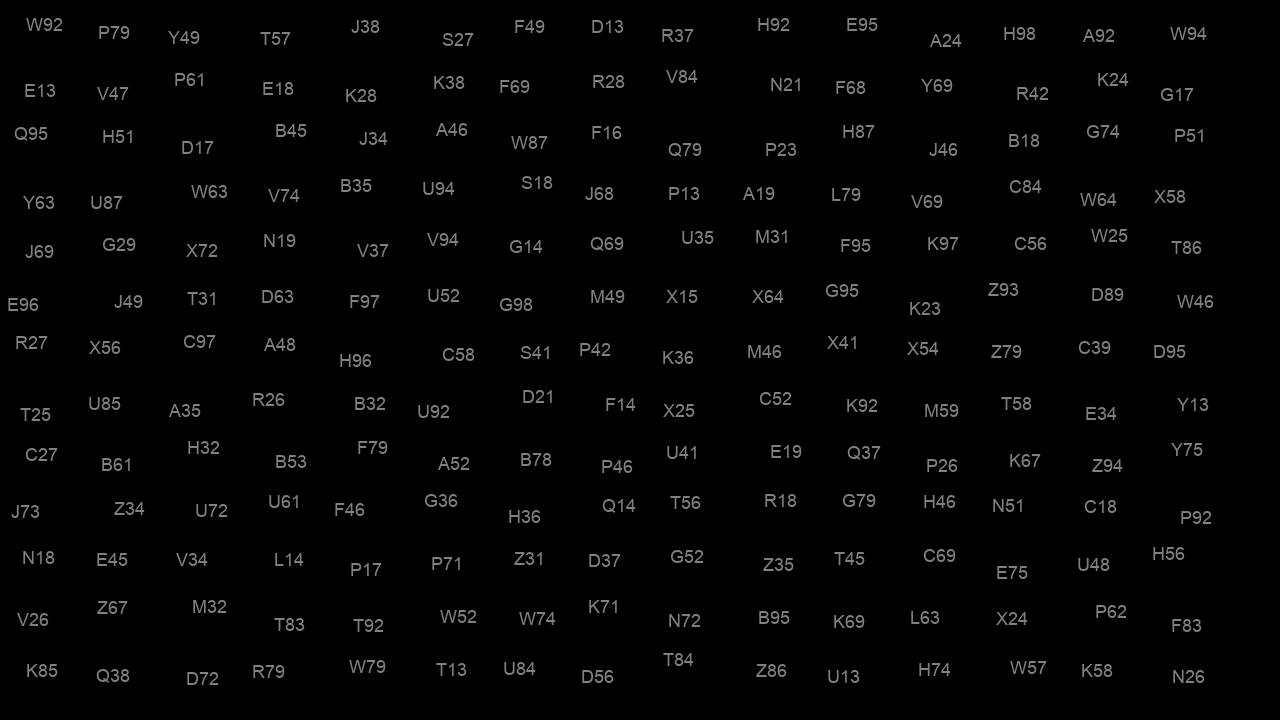 W92 P79 Y49 T57 J38 S27 F49 D13 R37 H92 E95 A24 H98 A92 W94
E13 V47 P61 E18 K28 K38 F69 R28 V84 N21 F68 Y69 R42 K24 G17
Q95 H51 D17 B45 J34 A46 W87 F16 Q79 P23 H87 J46 B18 G74 P51
Y63 U87 W63 V74 B35 U94 S18 J68 P13 A19 L79 V69 C84 W64 X58
J69 G29 X72 N19 V37 V94 G14 Q69 U35 M31 F95 K97 C56 W25 T86
E96 J49 T31 D63 F97 U52 G98 M49 X15 X64 G95 K23 Z93 D89 W46
R27 X56 C97 A48 H96 C58 S41 P42 K36 M46 X41 X54 Z79 C39 D95
T25 U85 A35 R26 B32 U92 D21 F14 X25 C52 K92 M59 T58 E34 Y13
C27 B61 H32 B53 F79 A52 B78 P46 U41 E19 Q37 P26 K67 Z94 Y75
J73 Z34 U72 U61 F46 G36 H36 Q14 T56 R18 G79 H46 N51 C18 P92
N18 E45 V34 L14 P17 P71 Z31 D37 G52 Z35 T45 C69 E75 U48 H56
V26 Z67 M32 T83 T92 W52 W74 K71 N72 B95 K69 L63 X24 P62 F83
K85 Q38 D72 R79 W79 T13 U84 D56 T84 Z86 U13 H74 W57 K58 N26